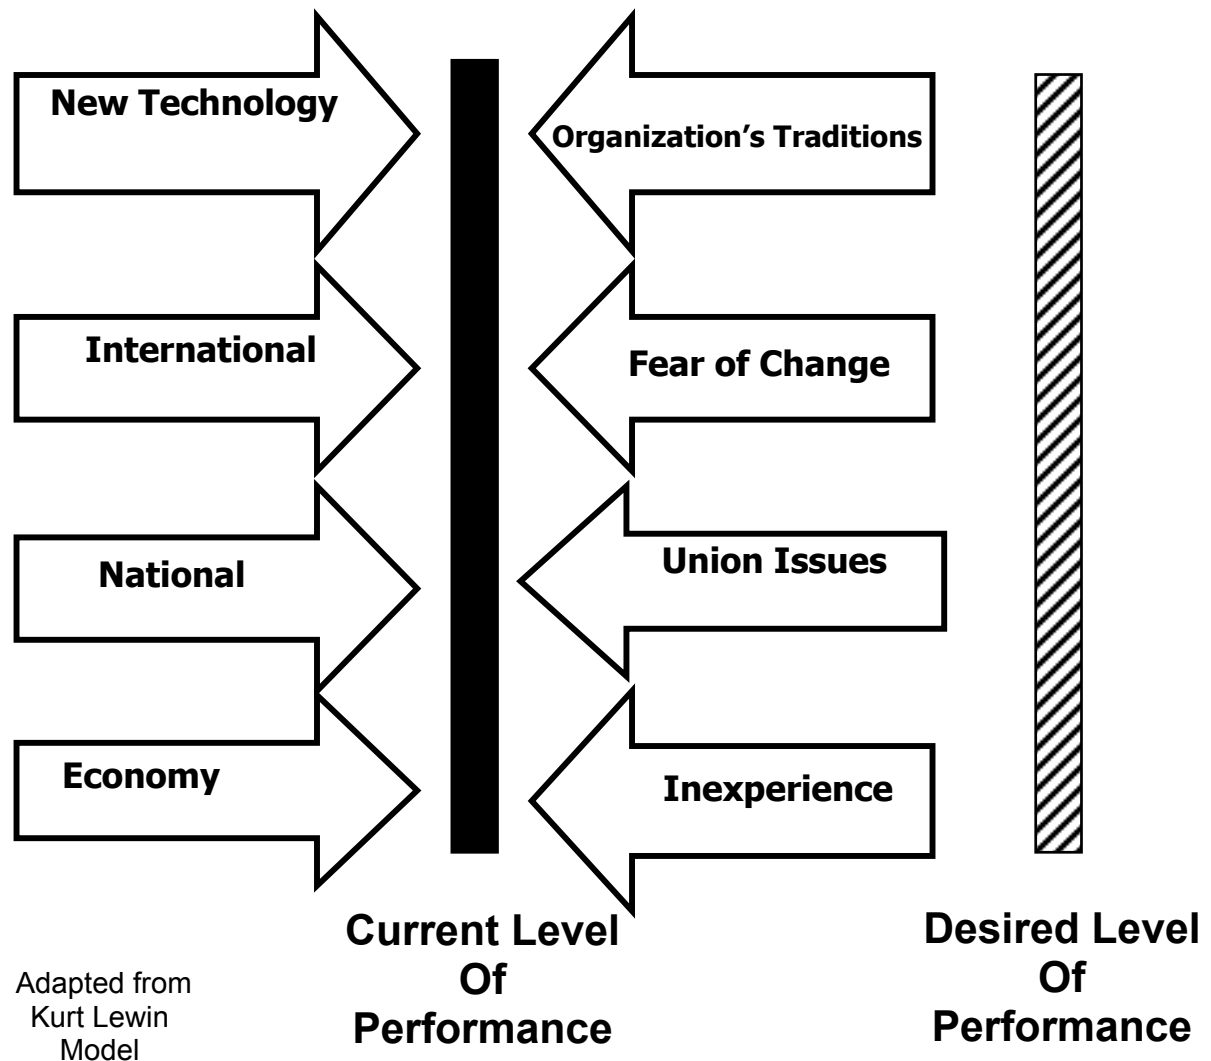 New Technology
Organization’s Traditions
International
Fear of Change
National
Union Issues
Economy
Inexperience
Current Level
Of
Performance
Desired Level
Of
Performance
Adapted from
Kurt Lewin
Model